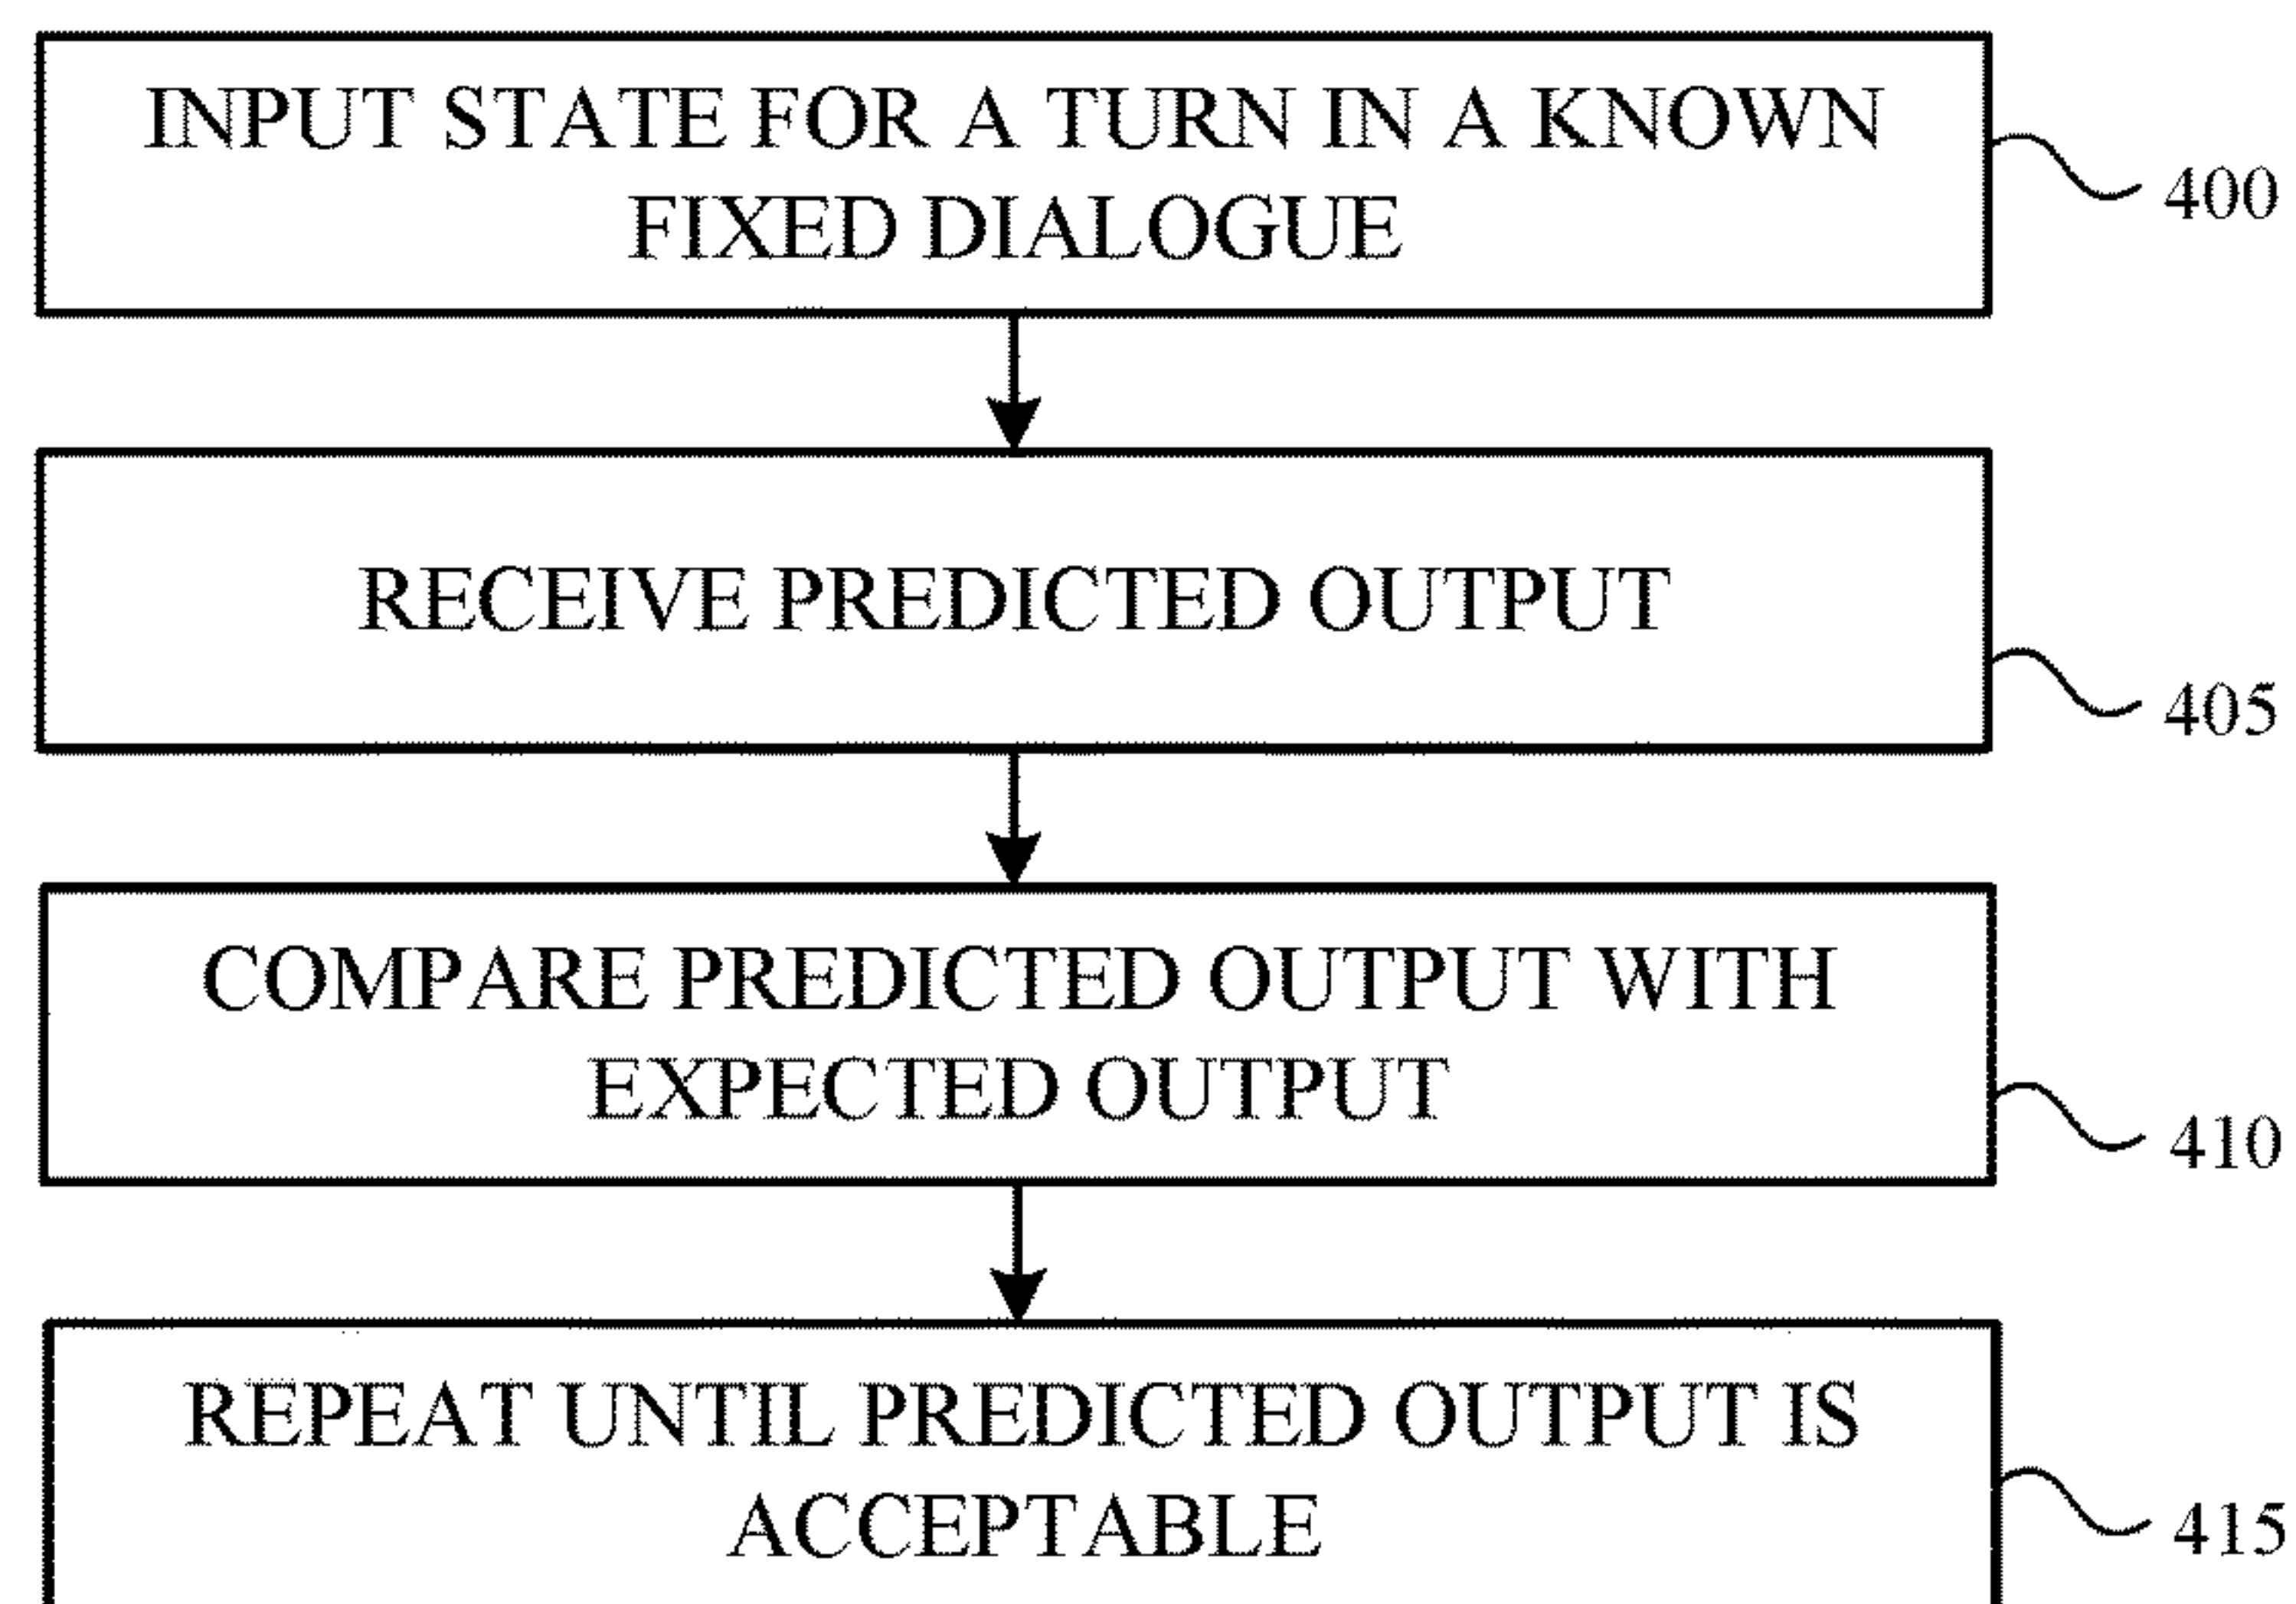 INPUT STATE FOR A TURN IN A KNOWN
FIXED DIALOGUE
400
RECEIVE PREDICTED OUTPUT
405
COMPARE PREDICTED OUTPUT WITH
EXPECTED OUTPUT
410
REPEAT UNTIL PREDICTED OUTPUT IS
ACCEPTABLE
415